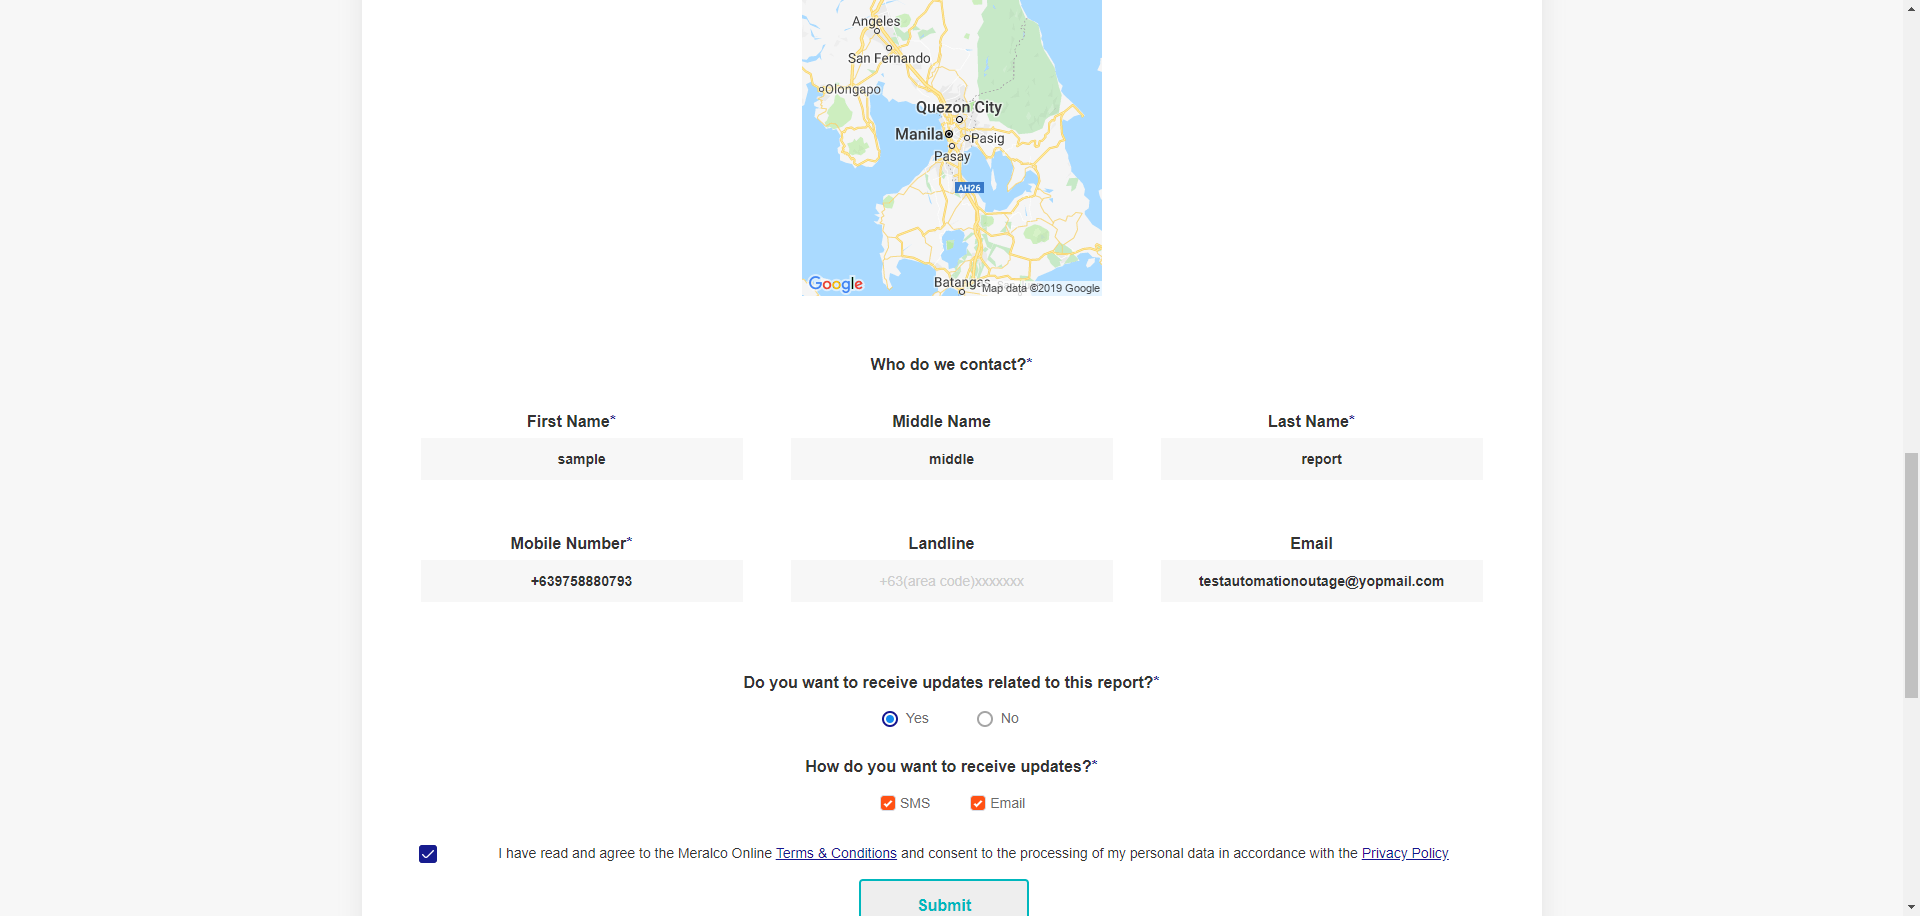 Angeles
San Fernando
Olongapo
Quezon City
Manila
Pasig
Pasay
AH26
Batangas
Google
Map data ©2019 Google
Who do we contact?*
First Name*
Middle Name
Last Name*
sample
middle
report
Mobile Number*
Landline
Email
+639758880793
+63(area code)xxxxxxx
testautomationoutage@yopmail.com
Do you want to receive updates related to this report?*
Yes
No
How do you want to receive updates?*
SMS
Email
I have read and agree to the Meralco Online Terms & Conditions and consent to the processing of my personal data in accordance with the Privacy Policy
Submit